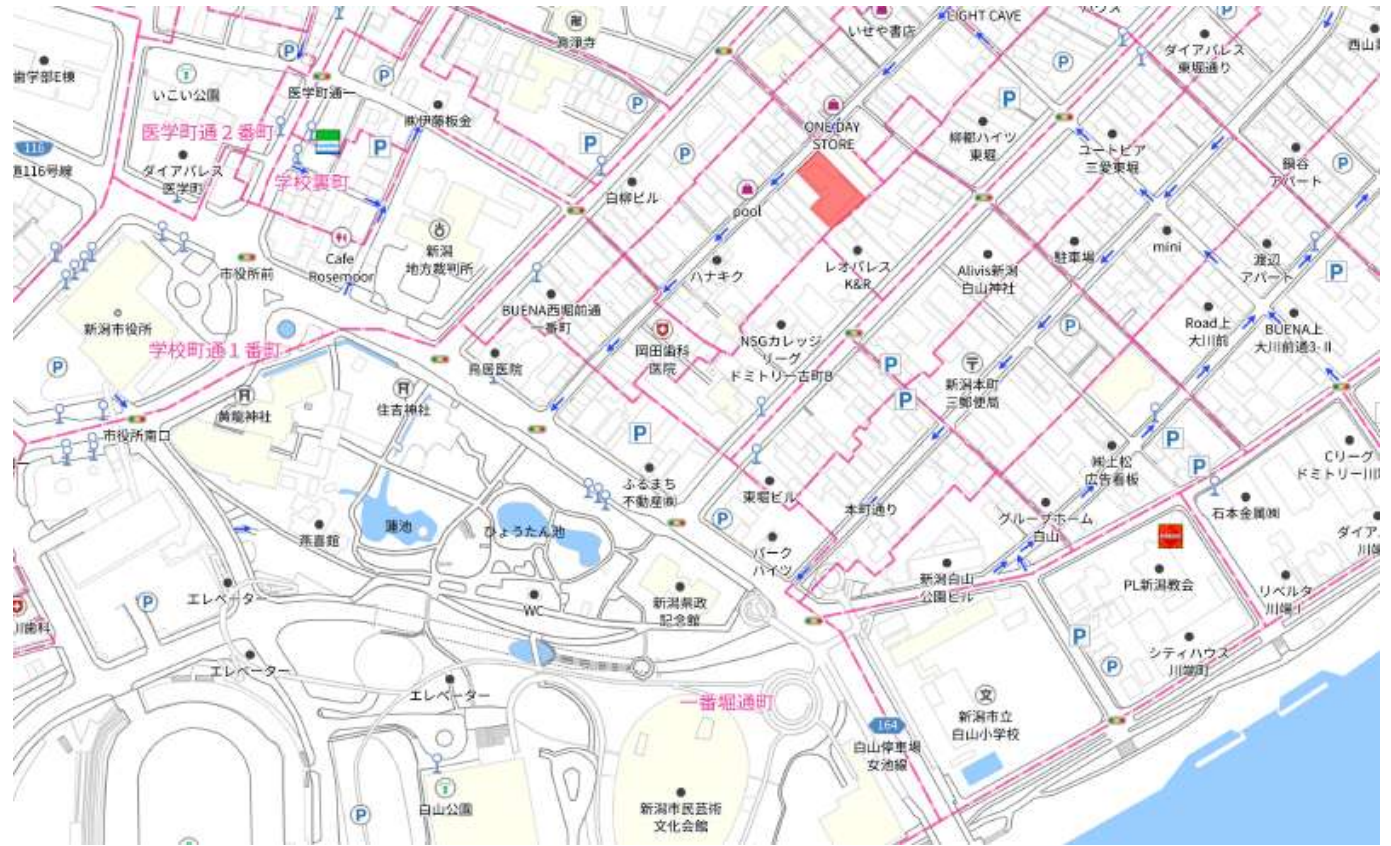 眞淨寺
いせや書店
LIGHT CAVE
ハウス
ダイアパレス
東堀通り
歯学部E棟
いこい公園
医学町通一
㈱伊藤板金
ONE DAY
STORE
柳都ハイツ
東堀
ユートピア
三愛東堀
銀谷
アパート
医学町通2番町
116
道116号線
ダイアパレス
医学町
学校裏町
白柳ビル
pool
Cafe
Rosemoor
新潟
地方裁判所
市役所前
ハナキク
レオパレス
K&R
Alivis新潟
白山神社
駐車場
mini
渡辺
アパート
新潟市役所
学校町通1番町
BUENA西堀前通
一番町
岡田歯科
医院
NSGカレッジ
リーグ
ドミトリー古町B
Road上
大川前
BUENA上
大川前通3-Ⅱ
鳥居医院
新潟本町
三郵便局
黄龍神社
住吉神社
市役所南口
ふるまち
不動産㈱
東堀ビル
本町通り
㈱上松
広告看板
Cリーグ
燕喜館
蓮池
ひょうたん池
パーク
ハイツ
グループホーム
白山
石本金属㈱
エレベーター
WC
新潟県政
記念館
新潟白山
公園ビル
PL新潟教会
リベルタ
川端Ⅰ
川歯科
エレベーター
エレベーター
シティハウス
川端町
一番堀通町
164
白山停車場
女池線
新潟市立
白山小学校
白山公園
新潟市民芸術
文化会館
P